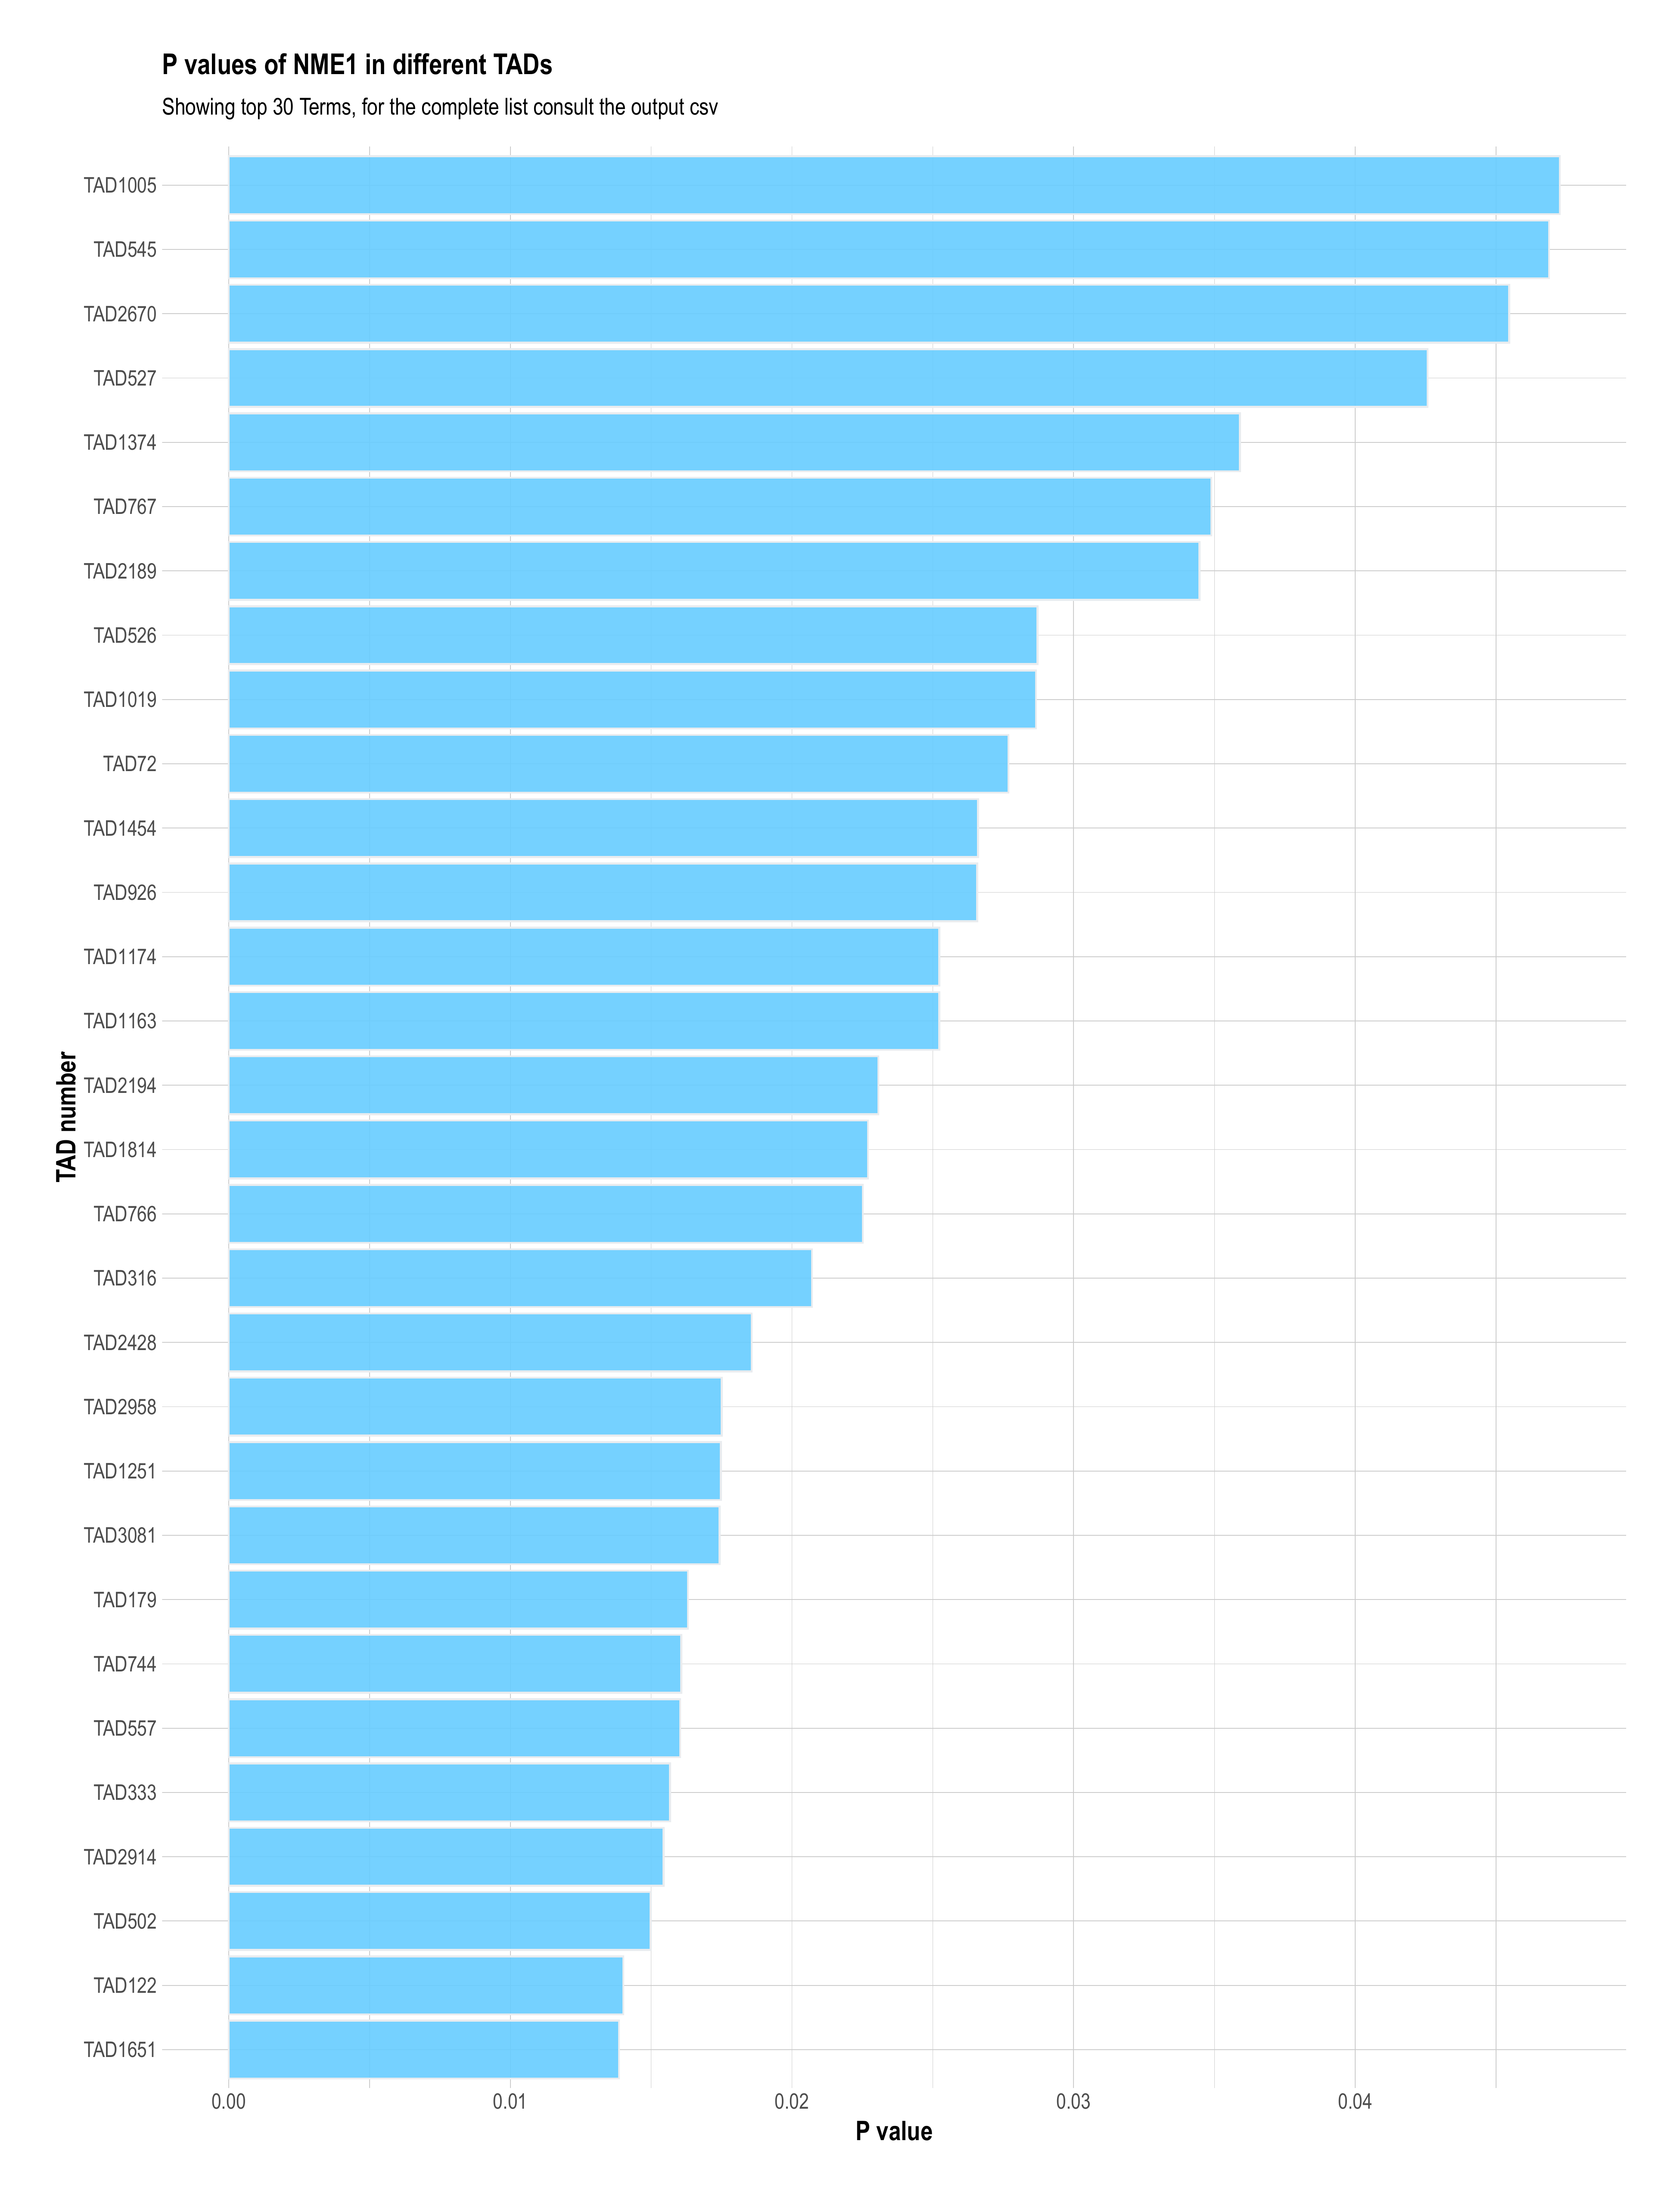 P values of NME1 in different TADs
Showing top 30 Terms, for the complete list consult the output csv
TAD1005
TAD545
TAD2670
TAD527
TAD1374
TAD767
TAD2189
TAD526
TAD1019
TAD72
TAD1454
TAD926
TAD1174
TAD1163
TAD2194
TAD1814
TAD766
TAD316
TAD2428
TAD2958
TAD1251
TAD3081
TAD179
TAD744
TAD557
TAD333
TAD2914
TAD502
TAD122
TAD1651
TAD number
0.00 0.01 0.02 0.03 0.04
P value